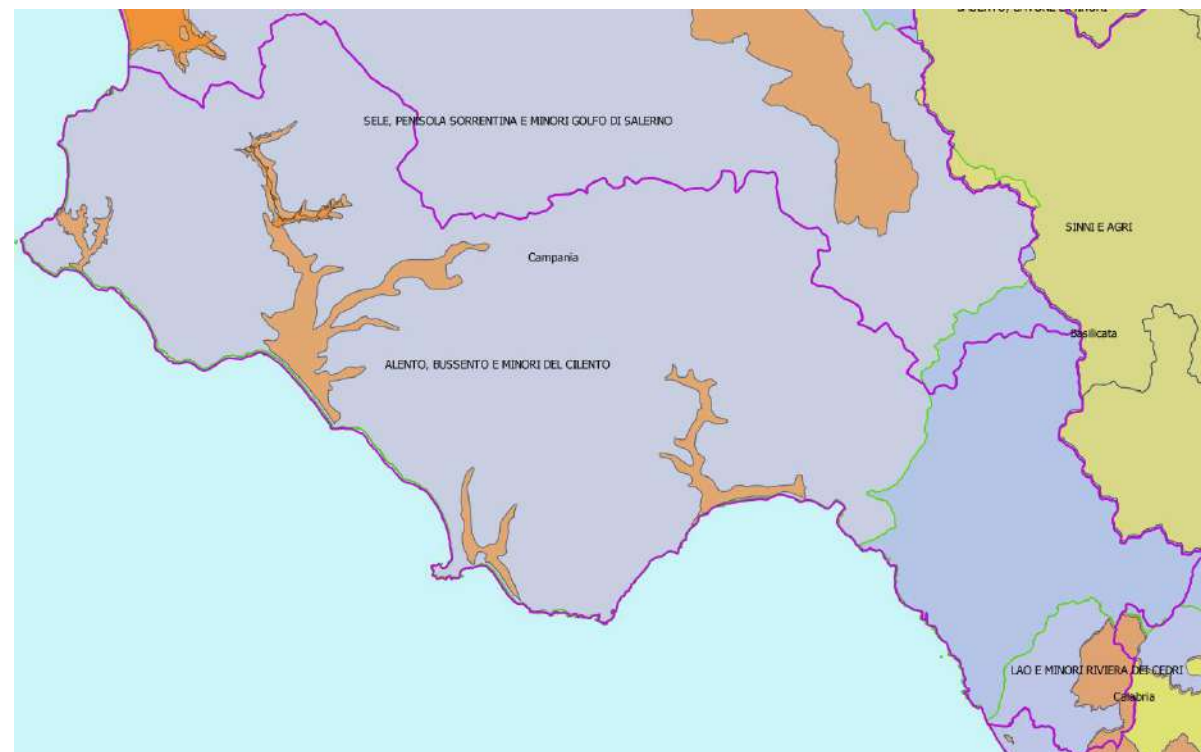 SELE, PENISOLA SORRENTINA E MINORI GOLFO DI SALERNO
SINNI E AGRI
Campania
Basilicata
ALENTO, BUSSENTO E MINORI DEL CILENTO
LAO E MINORI RIVIERA DEI CEDRI
Calabria